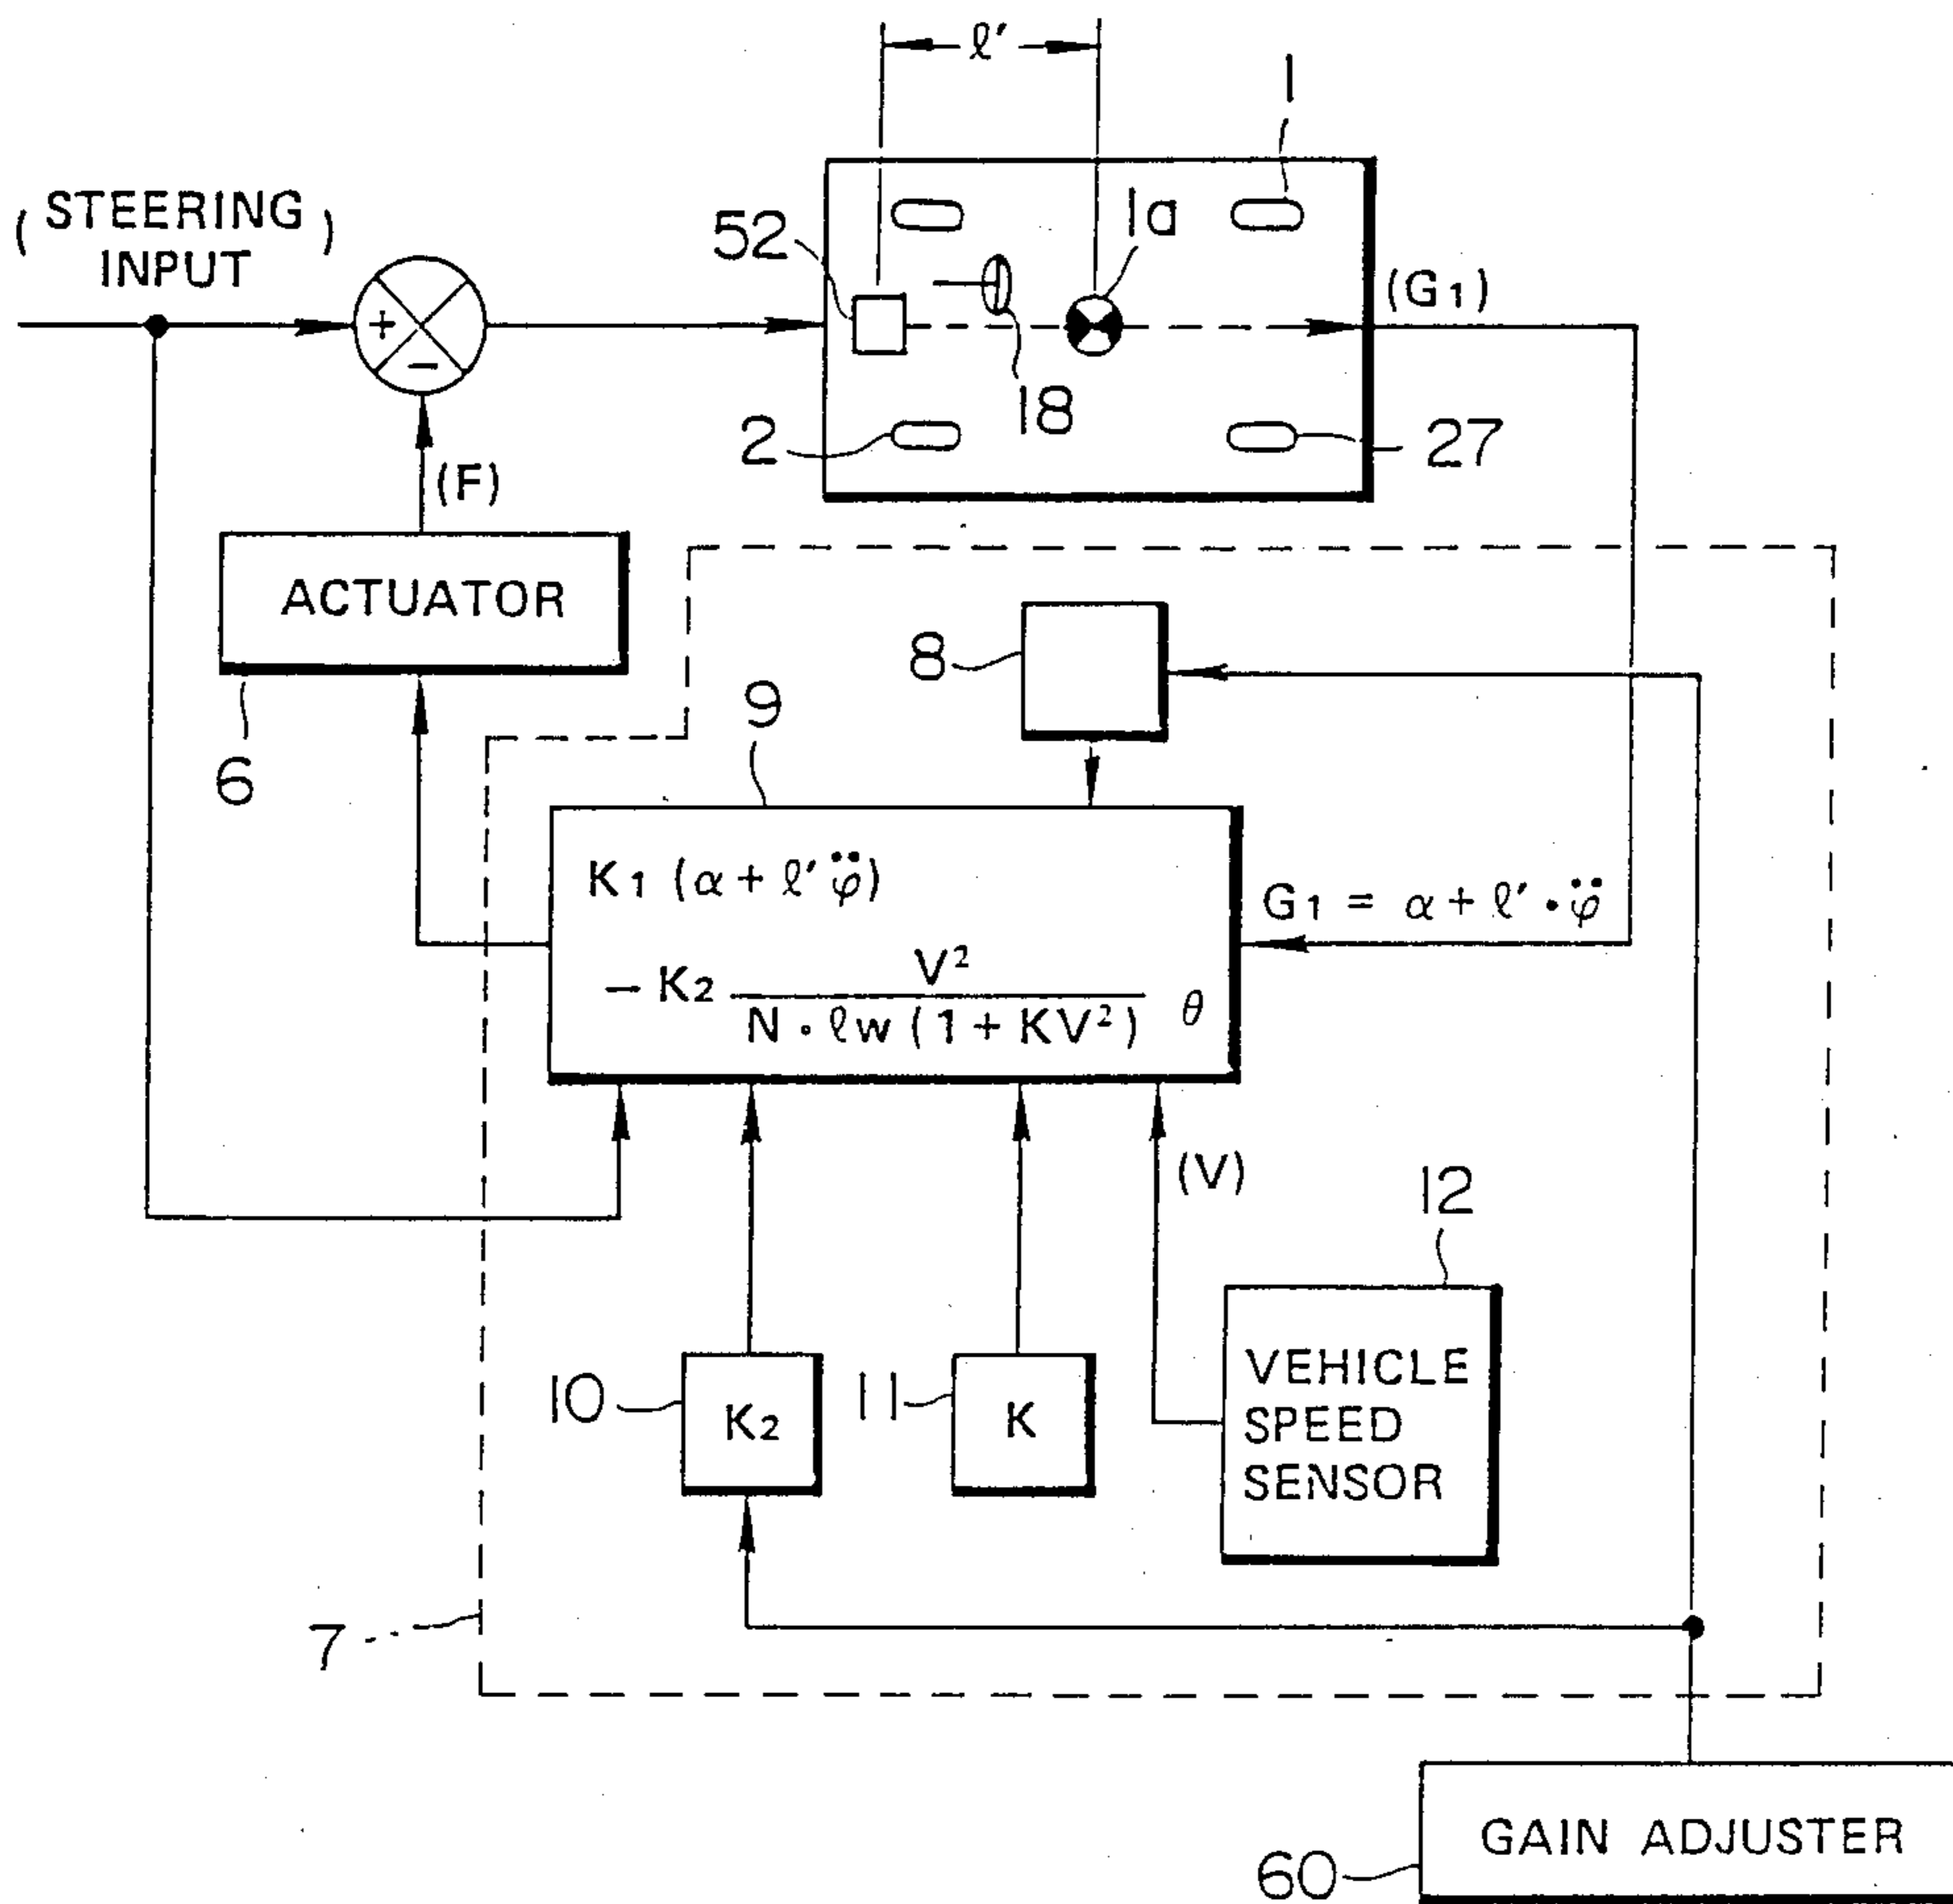 ℓ′
1
( STEERING )
INPUT
52
1a
(G1)
+
−
18
2
27
(F)
ACTUATOR
8
9
6
K1 (α + ℓ′ φ̈)
G1 = α + ℓ′ · φ̈
− K2 V² / N · ℓw (1 + KV²) θ
(V)
12
10
K2
11
K
VEHICLE
SPEED
SENSOR
7
GAIN ADJUSTER
60